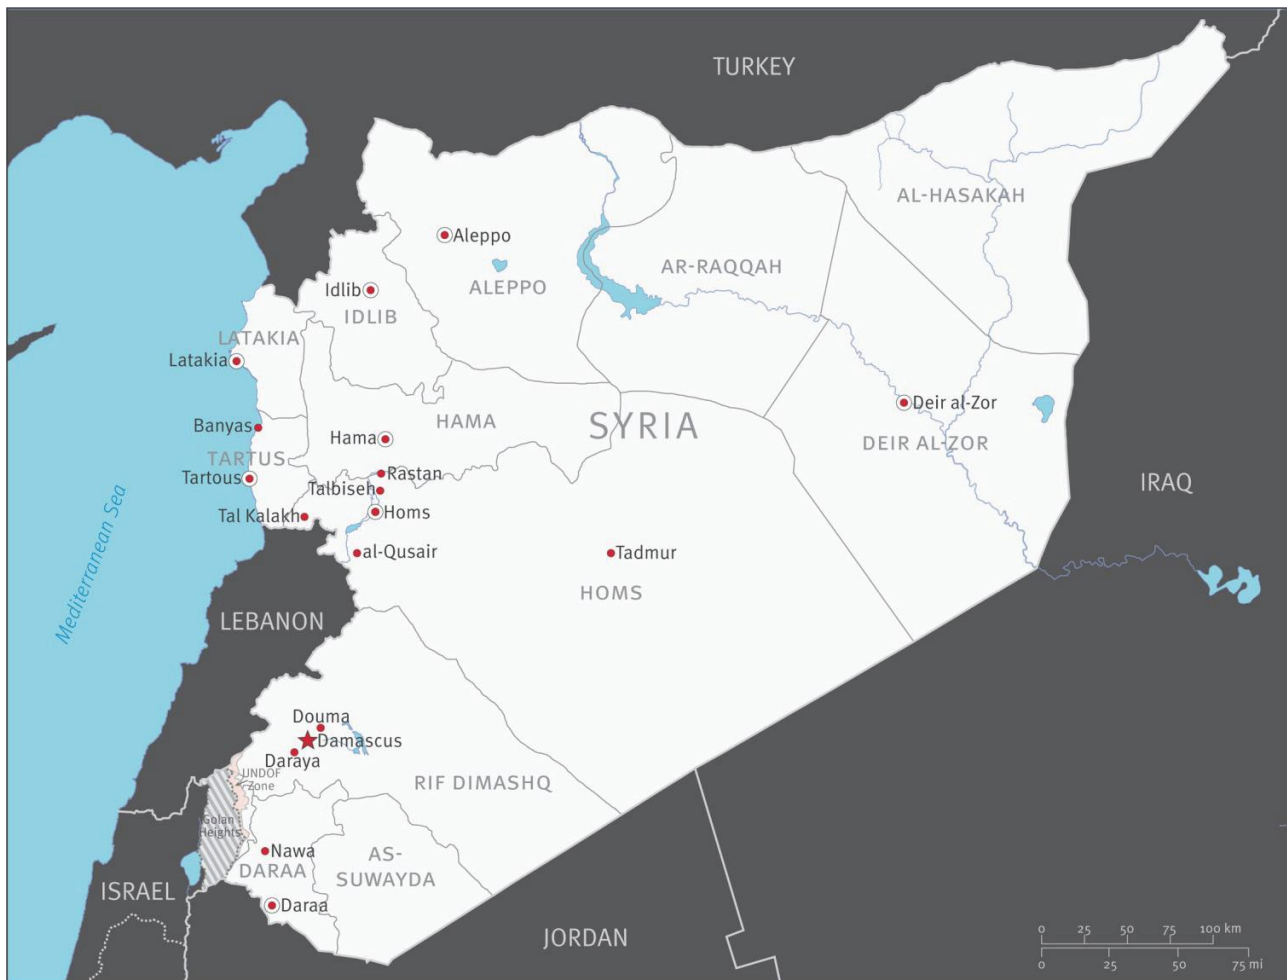 TURKEY
AL-HASAKAH
Aleppo
AR-RAQQAH
ALEPPO
Idlib
IDLIB
LATAKIA
Latakia
Deir al-Zor
Banyas
HAMA
SYRIA
Hama
DEIR AL-ZOR
TARTUS
Tartous
Rastan
Talbiseh
IRAQ
Tal Kalakh
Homs
al-Qusair
Tadmur
Mediterranean Sea
HOMS
LEBANON
Douma
Damascus
Daraya
UNDOF
Zone
RIF DIMASHQ
Golan
Heights
Nawa
AS-
SUWAYDA
DARAA
ISRAEL
Daraa
JORDAN
0 25 50 75 100 km
0 25 50 75 mi